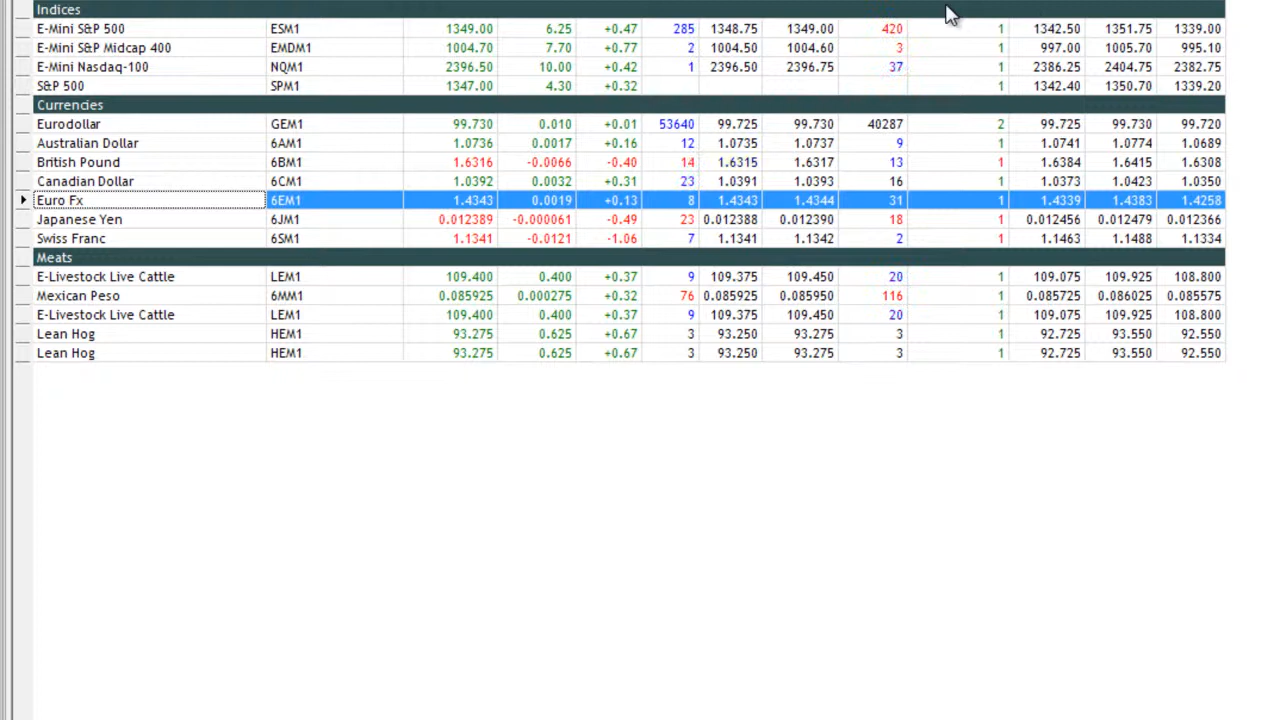 Indices
E-Mini S&P 500 ESM1 1349.00 6.25 +0.47 285 1348.75 1349.00 420 1 1342.50 1351.75 1339.00
E-Mini S&P Midcap 400 EMDM1 1004.70 7.70 +0.77 2 1004.50 1004.60 3 1 997.00 1005.70 995.10
E-Mini Nasdaq-100 NQM1 2396.50 10.00 +0.42 1 2396.50 2396.75 37 1 2386.25 2404.75 2382.75
S&P 500 SPM1 1347.00 4.30 +0.32 1 1342.40 1350.70 1339.20
Currencies
Eurodollar GEM1 99.730 0.010 +0.01 53640 99.725 99.730 40287 2 99.725 99.730 99.720
Australian Dollar 6AM1 1.0736 0.0017 +0.16 12 1.0735 1.0737 9 1 1.0741 1.0774 1.0689
British Pound 6BM1 1.6316 -0.0066 -0.40 14 1.6315 1.6317 13 1 1.6384 1.6415 1.6308
Canadian Dollar 6CM1 1.0392 0.0032 +0.31 23 1.0391 1.0393 16 1 1.0373 1.0423 1.0350
Euro Fx 6EM1 1.4343 0.0019 +0.13 8 1.4343 1.4344 31 1 1.4339 1.4383 1.4258
Japanese Yen 6JM1 0.012389 -0.000061 -0.49 23 0.012388 0.012390 18 1 0.012456 0.012479 0.012366
Swiss Franc 6SM1 1.1341 -0.0121 -1.06 7 1.1341 1.1342 2 1 1.1463 1.1488 1.1334
Meats
E-Livestock Live Cattle LEM1 109.400 0.400 +0.37 9 109.375 109.450 20 1 109.075 109.925 108.800
Mexican Peso 6MM1 0.085925 0.000275 +0.32 76 0.085925 0.085950 116 1 0.085725 0.086025 0.085575
E-Livestock Live Cattle LEM1 109.400 0.400 +0.37 9 109.375 109.450 20 1 109.075 109.925 108.800
Lean Hog HEM1 93.275 0.625 +0.67 3 93.250 93.275 3 1 92.725 93.550 92.550
Lean Hog HEM1 93.275 0.625 +0.67 3 93.250 93.275 3 1 92.725 93.550 92.550